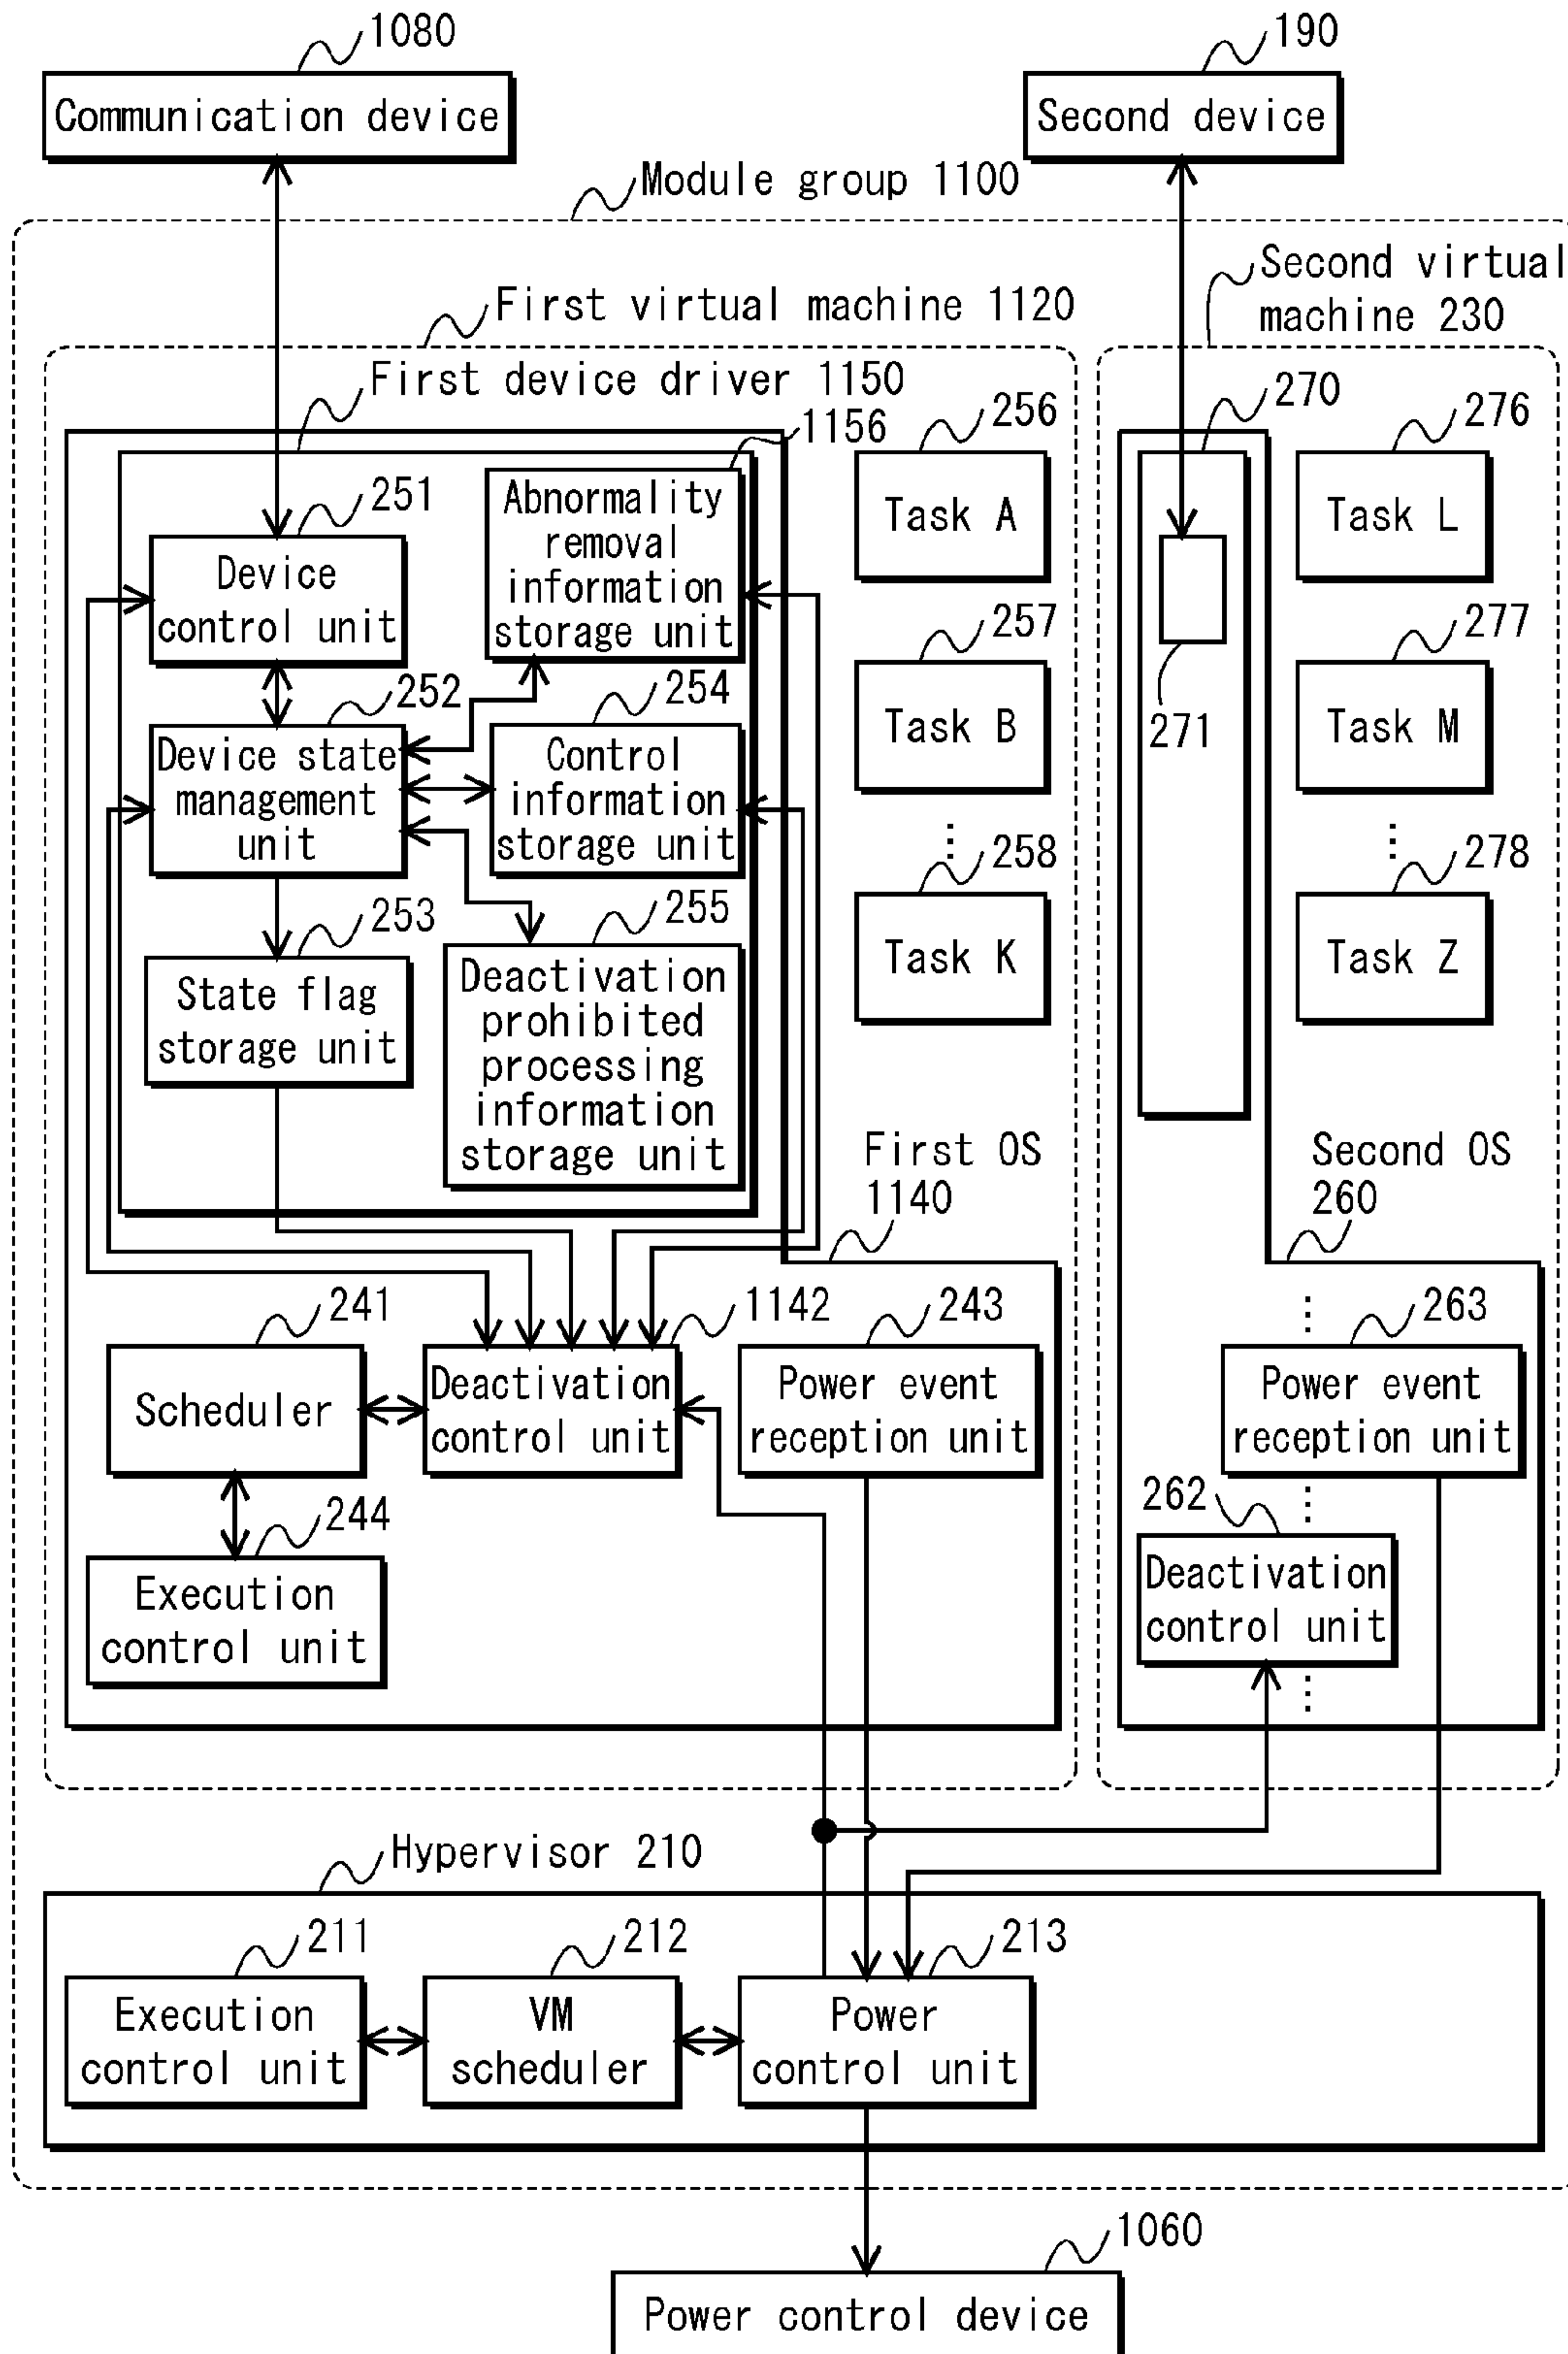 1080
190
Communication device
Second device
Module group 1100
Second virtual
machine 230
First virtual machine 1120
First device driver 1150
270
256
276
1156
251
Abnormality
removal
information
storage unit
Task A
Task L
Device
control unit
257
277
252
254
271
Task B
Task M
Device state
management
unit
Control
information
storage unit
⋮
258
⋮
278
253
255
Task K
Task Z
State flag
storage unit
Deactivation
prohibited
processing
information
storage unit
First OS
1140
Second OS
260
241
1142
243
⋮
263
Scheduler
Deactivation
control unit
Power event
reception unit
Power event
reception unit
244
262
⋮
Execution
control unit
Deactivation
control unit
⋮
Hypervisor 210
211
212
213
Execution
control unit
VM
scheduler
Power
control unit
1060
Power control device